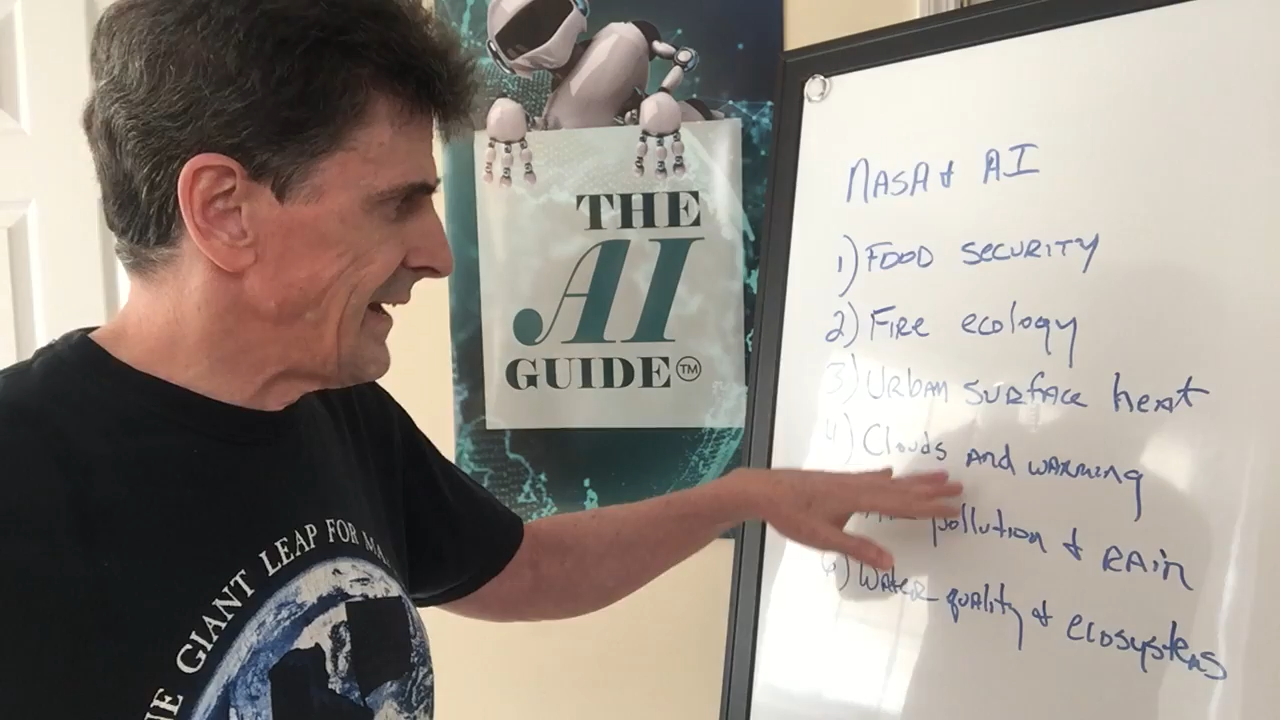 THE
AI
GUIDE™
NASA & AI
1) FOOD SECURITY
2) Fire ecology
3) URBAN SURFACE heat
4) Clouds AND WARMING
pollution & RAIN
6) WATER quality & ecosystems
GIANT LEAP FOR